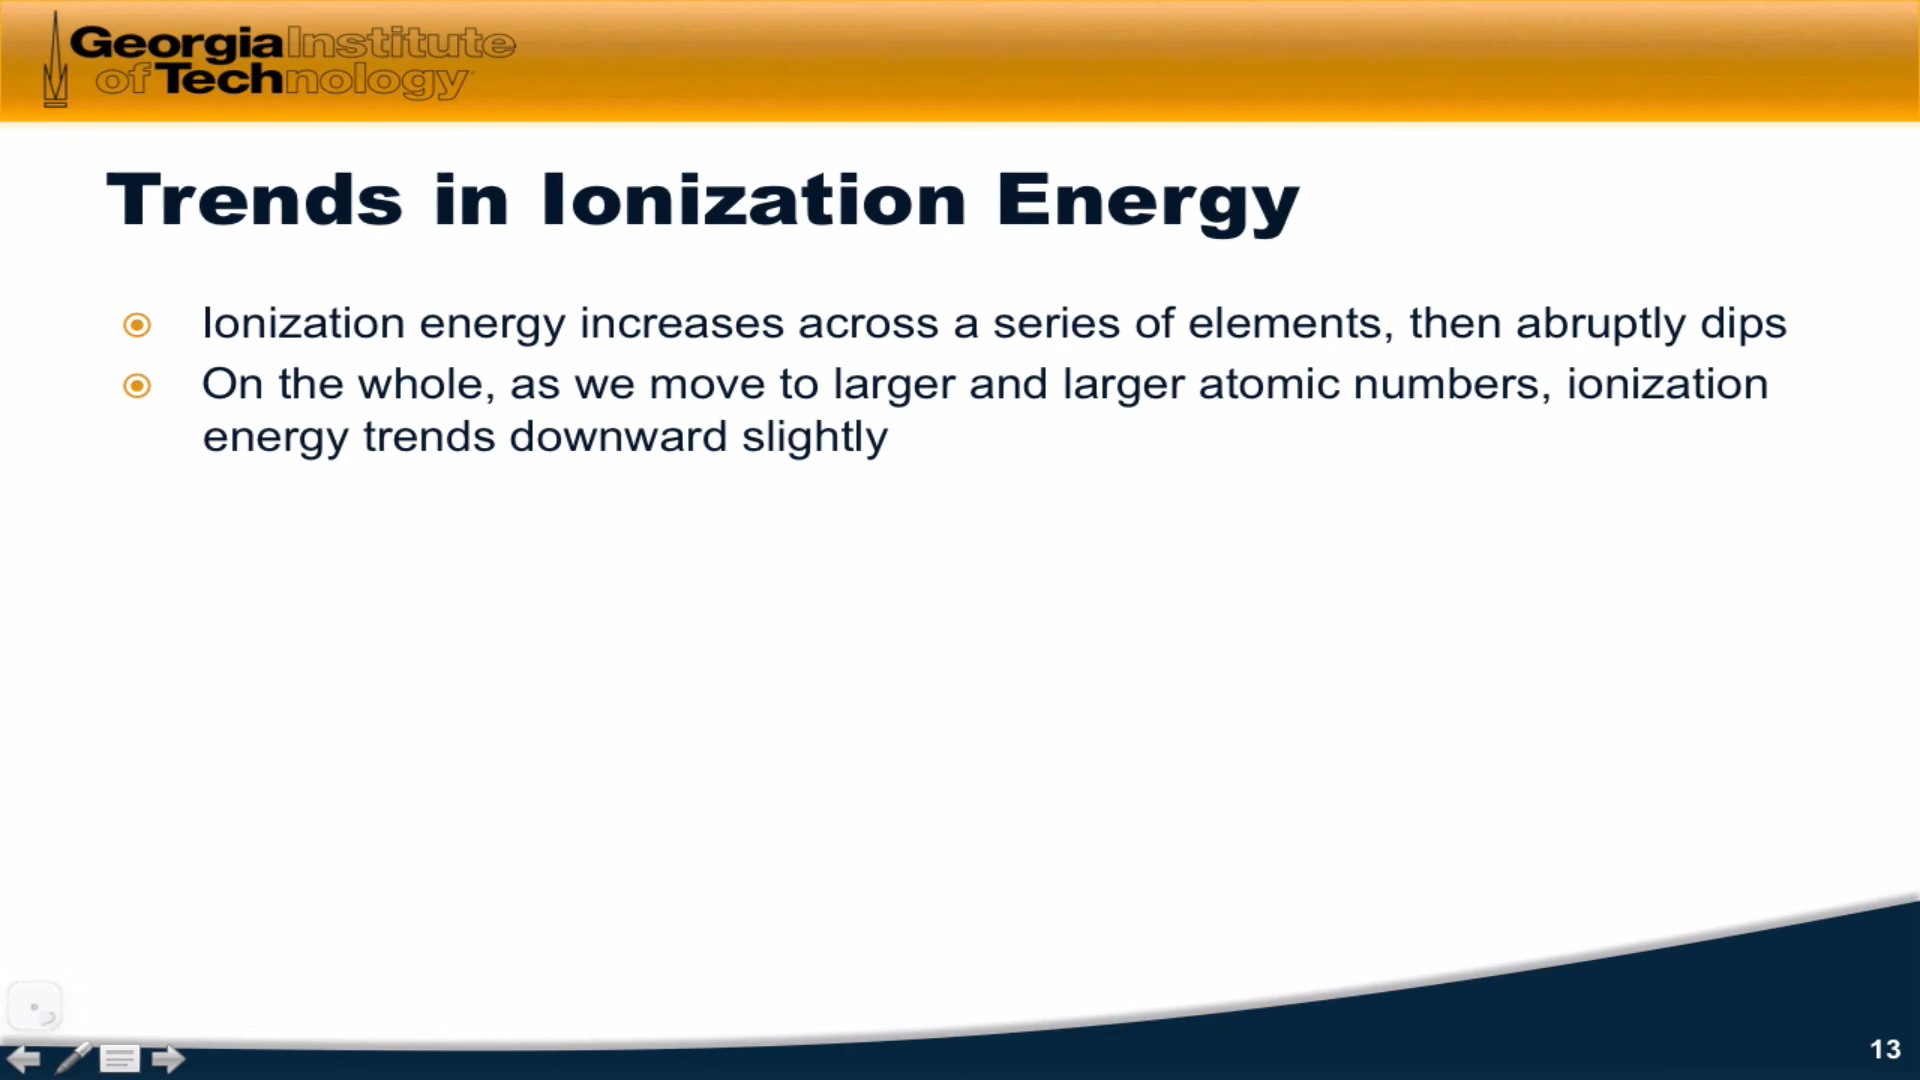 Georgia Institute
of Technology
Trends in Ionization Energy
Ionization energy increases across a series of elements, then abruptly dips
On the whole, as we move to larger and larger atomic numbers, ionization
energy trends downward slightly
13